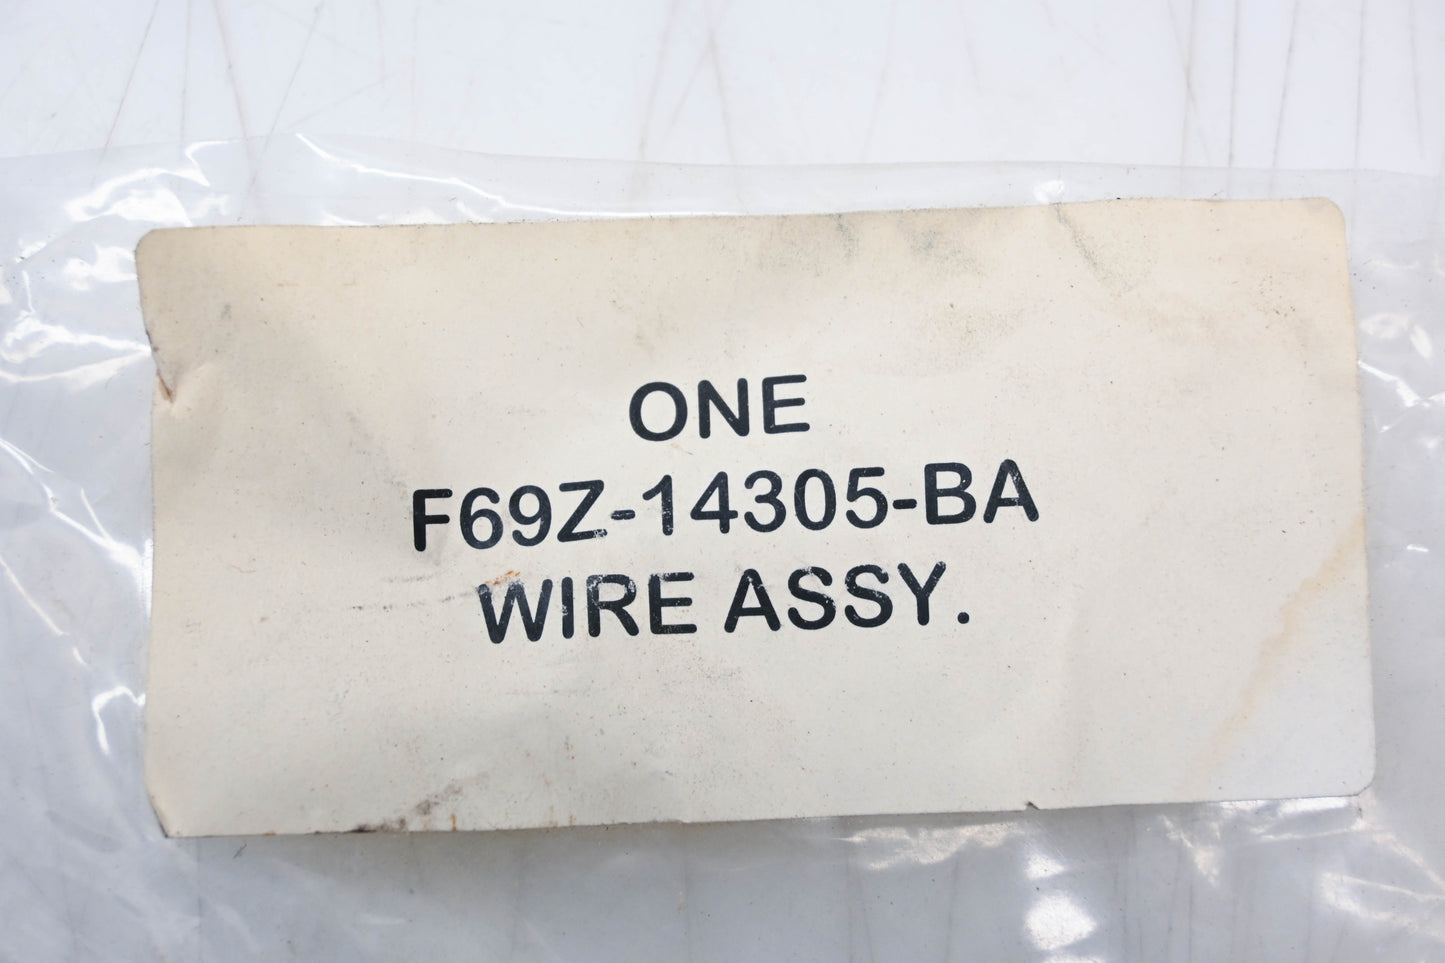 ONE
F69Z-14305-BA
WIRE ASSY.